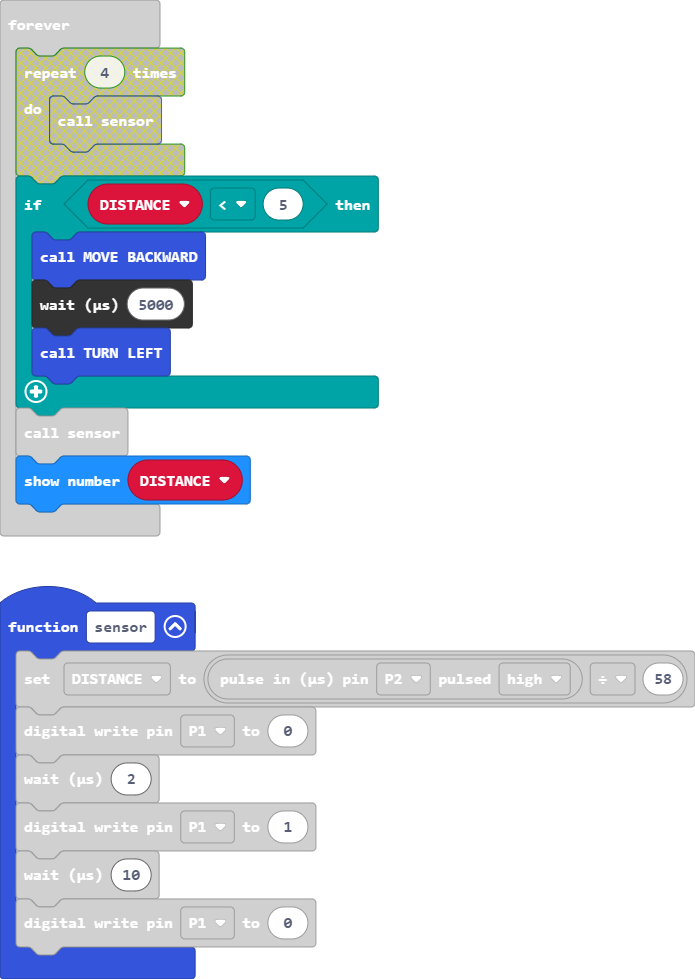 forever
repeat 4 times
do
call sensor
if DISTANCE < 5 then
call MOVE BACKWARD
wait (µs) 5000
call TURN LEFT
call sensor
show number DISTANCE
function sensor
set DISTANCE to pulse in (µs) pin P2 pulsed high ÷ 58
digital write pin P1 to 0
wait (µs) 2
digital write pin P1 to 1
wait (µs) 10
digital write pin P1 to 0